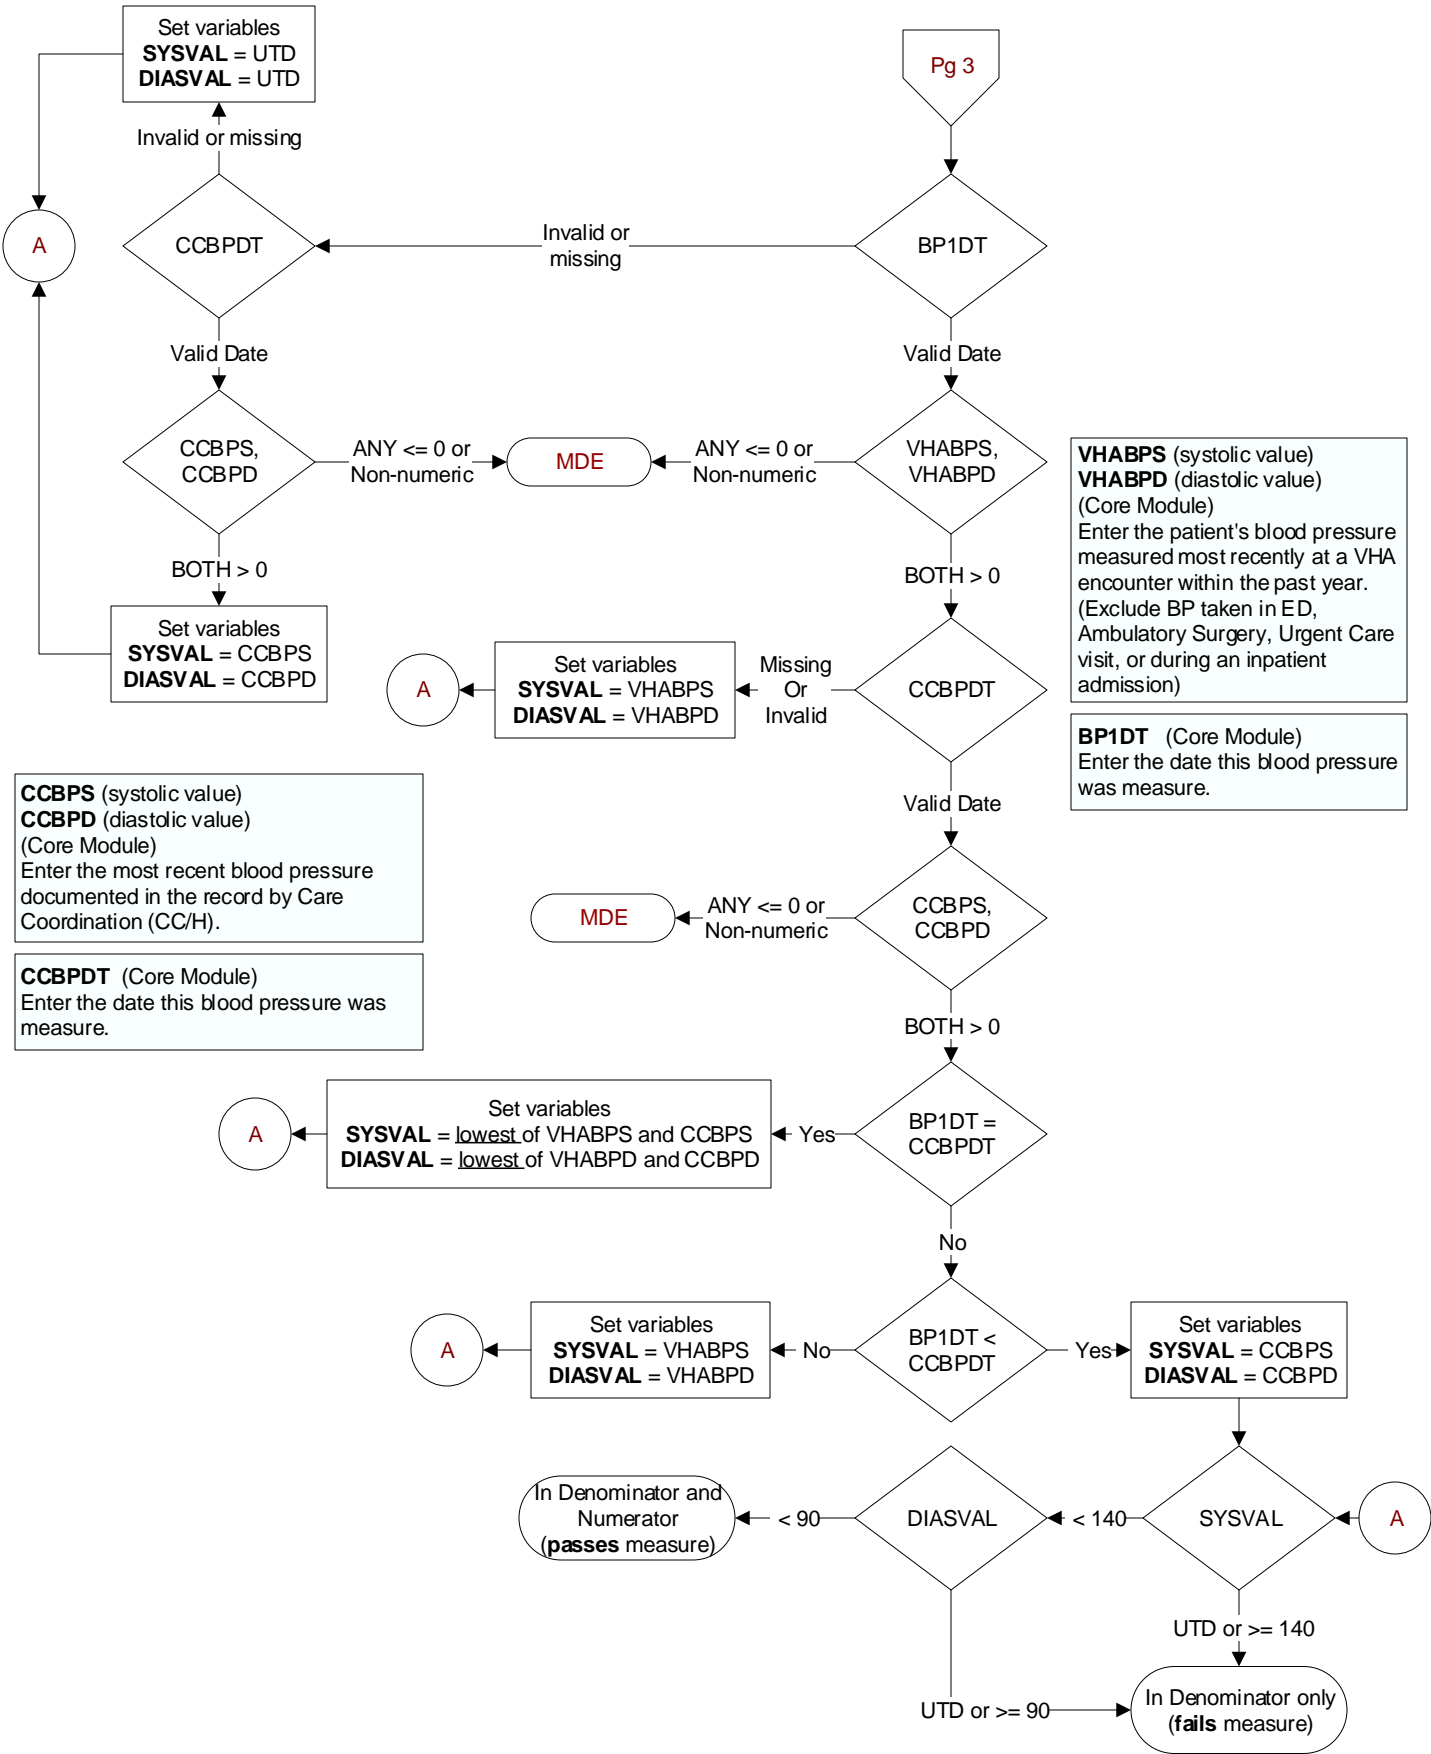 Set variables
SYSVAL = UTD
DIASVAL = UTD
Pg 3
Invalid or missing
A
CCBPDT
Invalid or
missing
BP1DT
Valid Date
Valid Date
CCBPS,
CCBPD
ANY <= 0 or
Non-numeric
MDE
ANY <= 0 or
Non-numeric
VHABPS,
VHABPD
VHABPS (systolic value)
VHABPD (diastolic value)
(Core Module)
Enter the patient's blood pressure
measured most recently at a VHA
encounter within the past year.
(Exclude BP taken in ED,
Ambulatory Surgery, Urgent Care
visit, or during an inpatient
admission)
BOTH > 0
BOTH > 0
Set variables
SYSVAL = CCBPS
DIASVAL = CCBPD
A
Set variables
SYSVAL = VHABPS
DIASVAL = VHABPD
Missing
Or
Invalid
CCBPDT
BP1DT (Core Module)
Enter the date this blood pressure
was measure.
CCBPS (systolic value)
CCBPD (diastolic value)
(Core Module)
Enter the most recent blood pressure
documented in the record by Care
Coordination (CC/H).
Valid Date
MDE
ANY <= 0 or
Non-numeric
CCBPS,
CCBPD
CCBPDT (Core Module)
Enter the date this blood pressure was
measure.
BOTH > 0
A
Set variables
SYSVAL = lowest of VHABPS and CCBPS
DIASVAL = lowest of VHABPD and CCBPD
Yes
BP1DT =
CCBPDT
No
A
Set variables
SYSVAL = VHABPS
DIASVAL = VHABPD
No
BP1DT <
CCBPDT
Yes
Set variables
SYSVAL = CCBPS
DIASVAL = CCBPD
In Denominator and
Numerator
(passes measure)
< 90
DIASVAL
< 140
SYSVAL
A
UTD or >= 140
UTD or >= 90
In Denominator only
(fails measure)